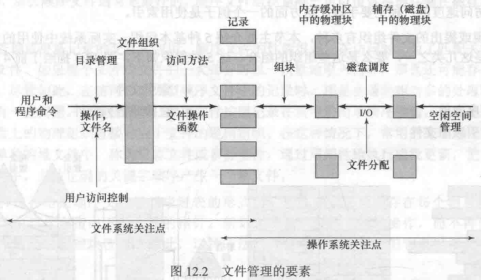 记录
内存缓冲区
中的物理块
辅存（磁盘）
中的物理块
文件组织
目录管理
访问方法
组块
磁盘调度
用户和
程序命令
操作，
文件名
文件操作
函数
I/O
空闲空间
管理
文件分配
用户访问控制
文件系统关注点
操作系统关注点
图 12.2 文件管理的要素